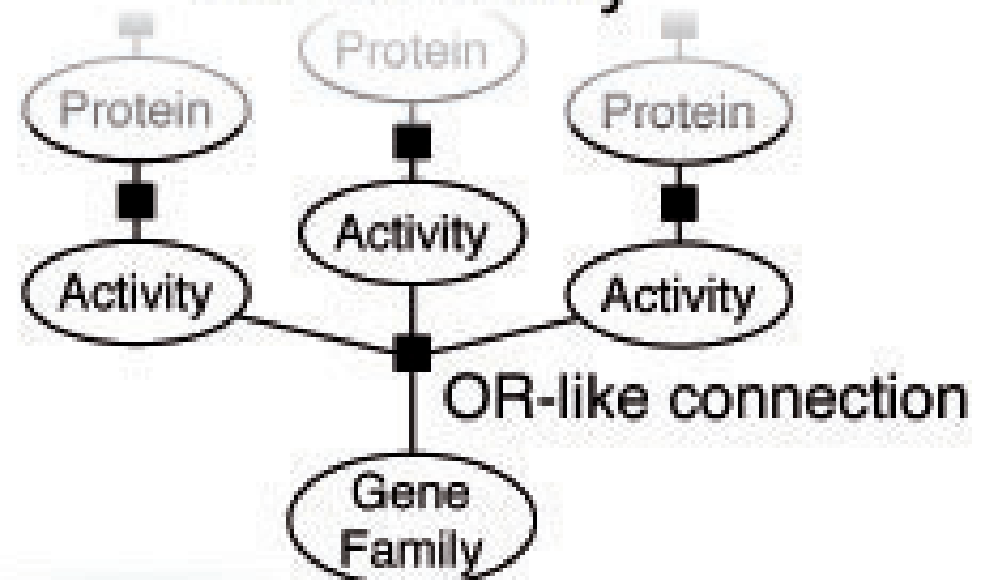 Protein
Protein
Protein
Activity
Activity
Activity
OR-like connection
Gene
Family